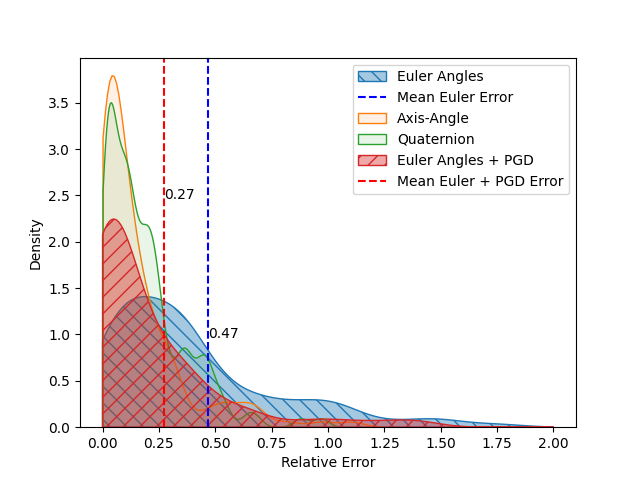 Euler Angles
Mean Euler Error
Axis-Angle
Quaternion
Euler Angles + PGD
Mean Euler + PGD Error
3.5
3.0
2.5
2.0
1.5
1.0
0.5
0.0
Density
0.27
0.47
0.00 0.25 0.50 0.75 1.00 1.25 1.50 1.75 2.00
Relative Error